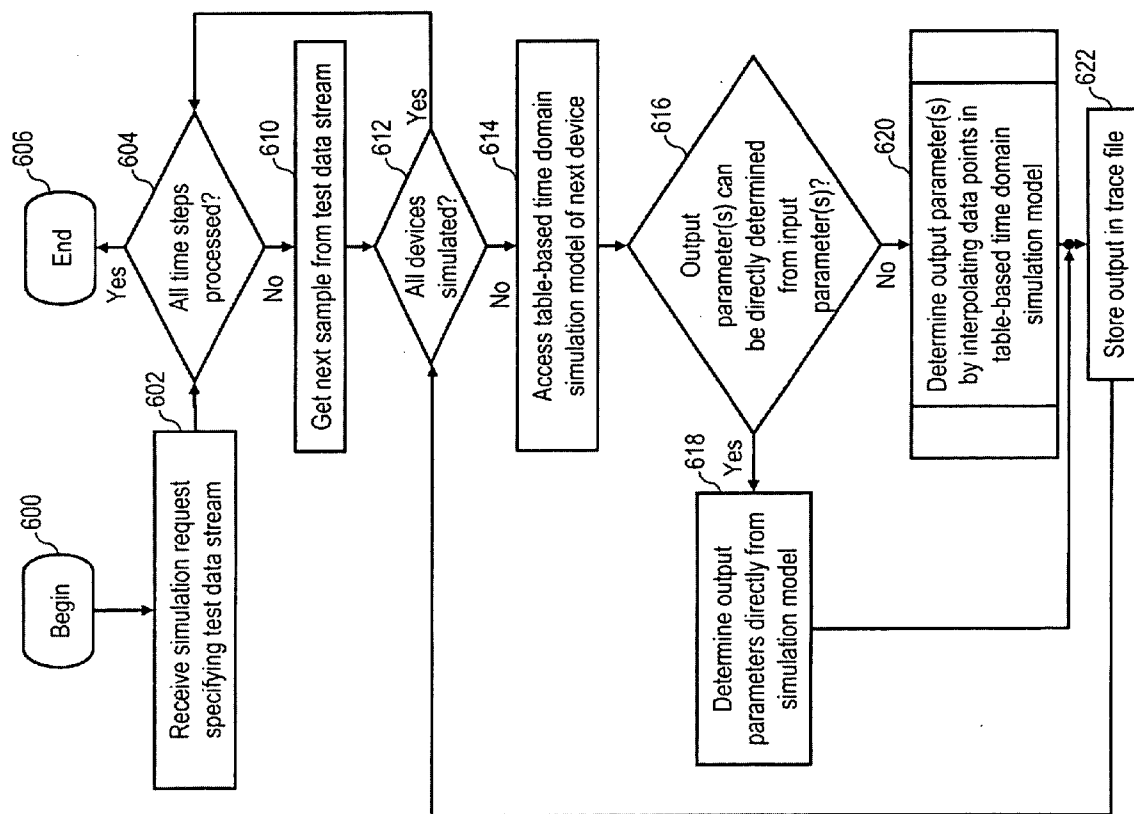 600
Begin
602
Receive simulation request
specifying test data stream
606
End
Yes
604
All time steps
processed?
No
610
Get next sample from test data stream
612
All devices
simulated?
Yes
No
614
Access table-based time domain
simulation model of next device
616
Output
parameter(s) can
be directly determined
from input
parameter(s)?
Yes
No
618
Determine output
parameters directly from
simulation model
620
Determine output parameter(s)
by interpolating data points in
table-based time domain
simulation model
622
Store output in trace file